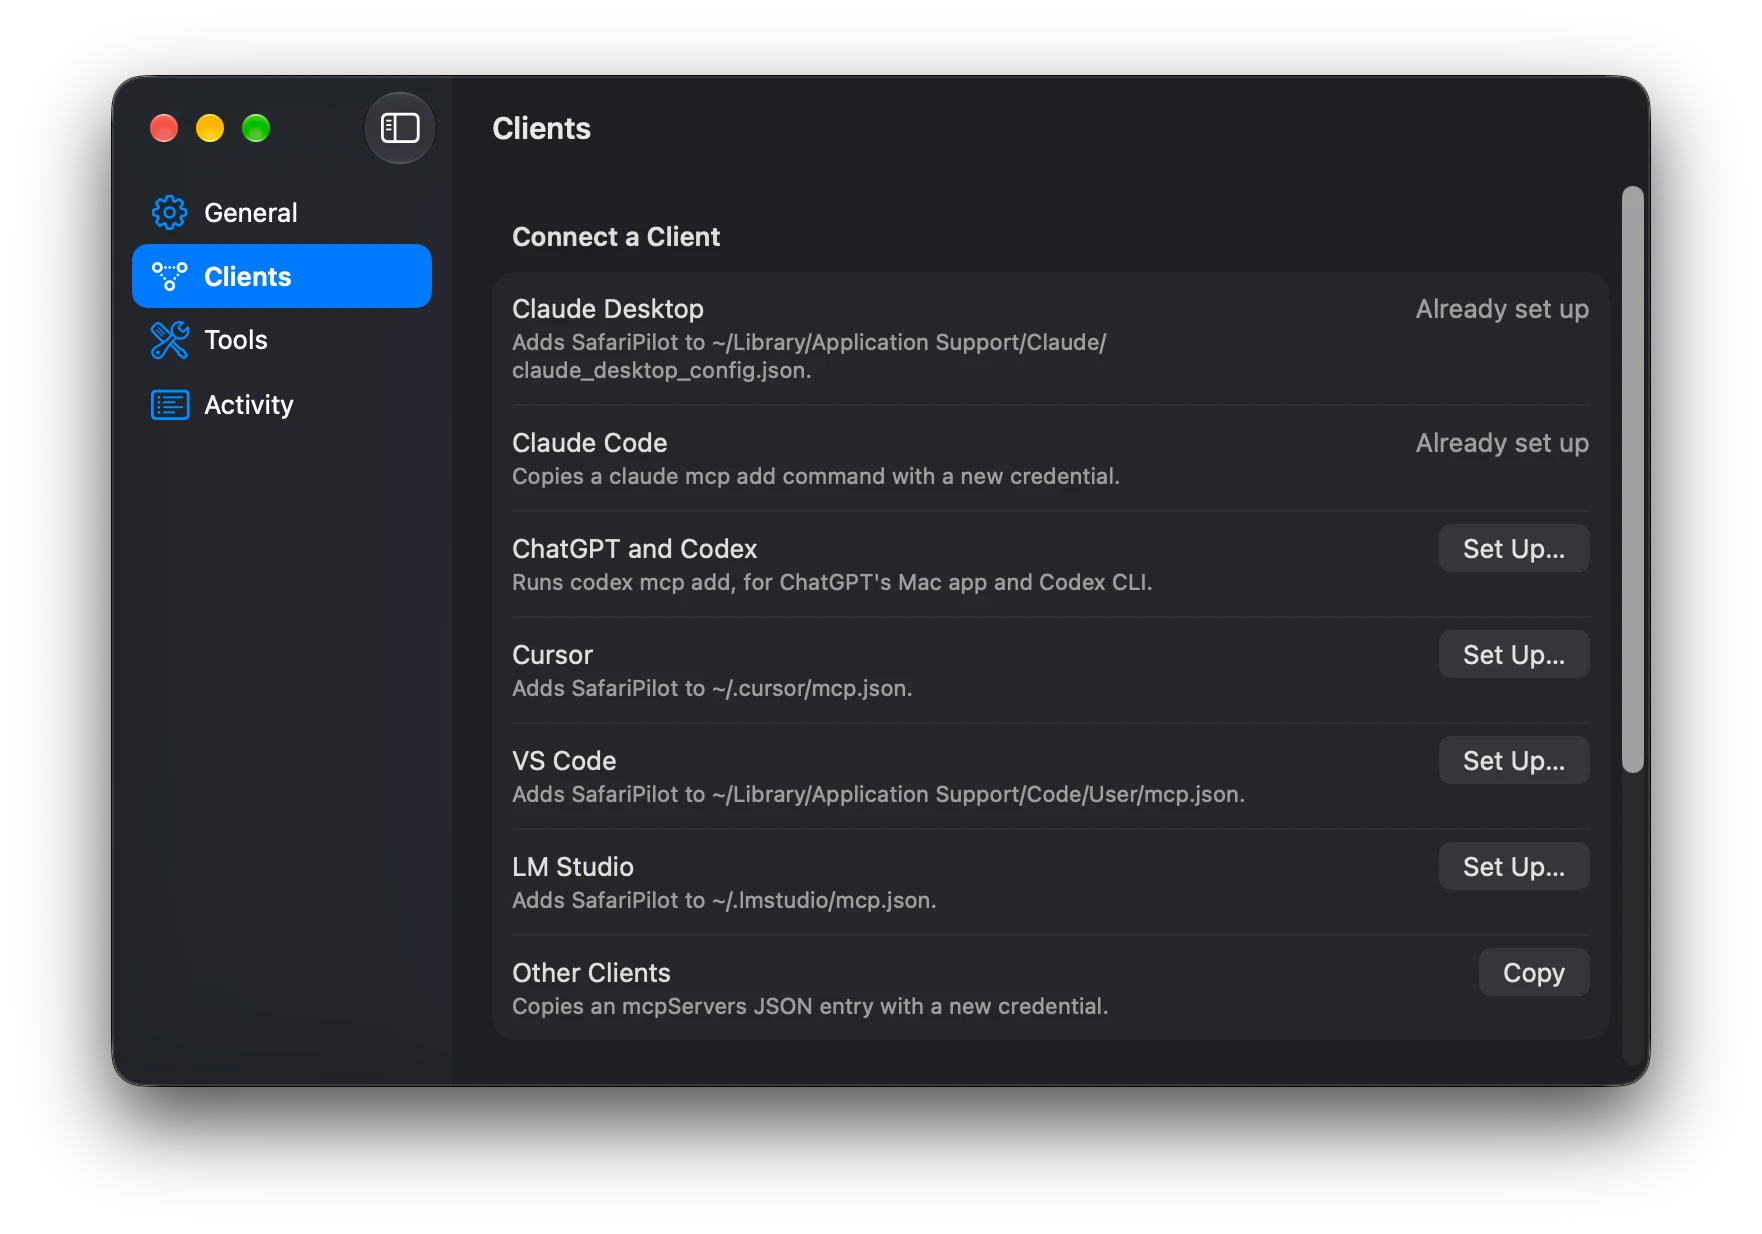 Clients
General
Clients
Tools
Activity
Connect a Client
Claude Desktop
Already set up
Adds SafariPilot to ~/Library/Application Support/Claude/
claude_desktop_config.json.
Claude Code
Already set up
Copies a claude mcp add command with a new credential.
ChatGPT and Codex
Set Up...
Runs codex mcp add, for ChatGPT's Mac app and Codex CLI.
Cursor
Set Up...
Adds SafariPilot to ~/.cursor/mcp.json.
VS Code
Set Up...
Adds SafariPilot to ~/Library/Application Support/Code/User/mcp.json.
LM Studio
Set Up...
Adds SafariPilot to ~/.lmstudio/mcp.json.
Other Clients
Copy
Copies an mcpServers JSON entry with a new credential.